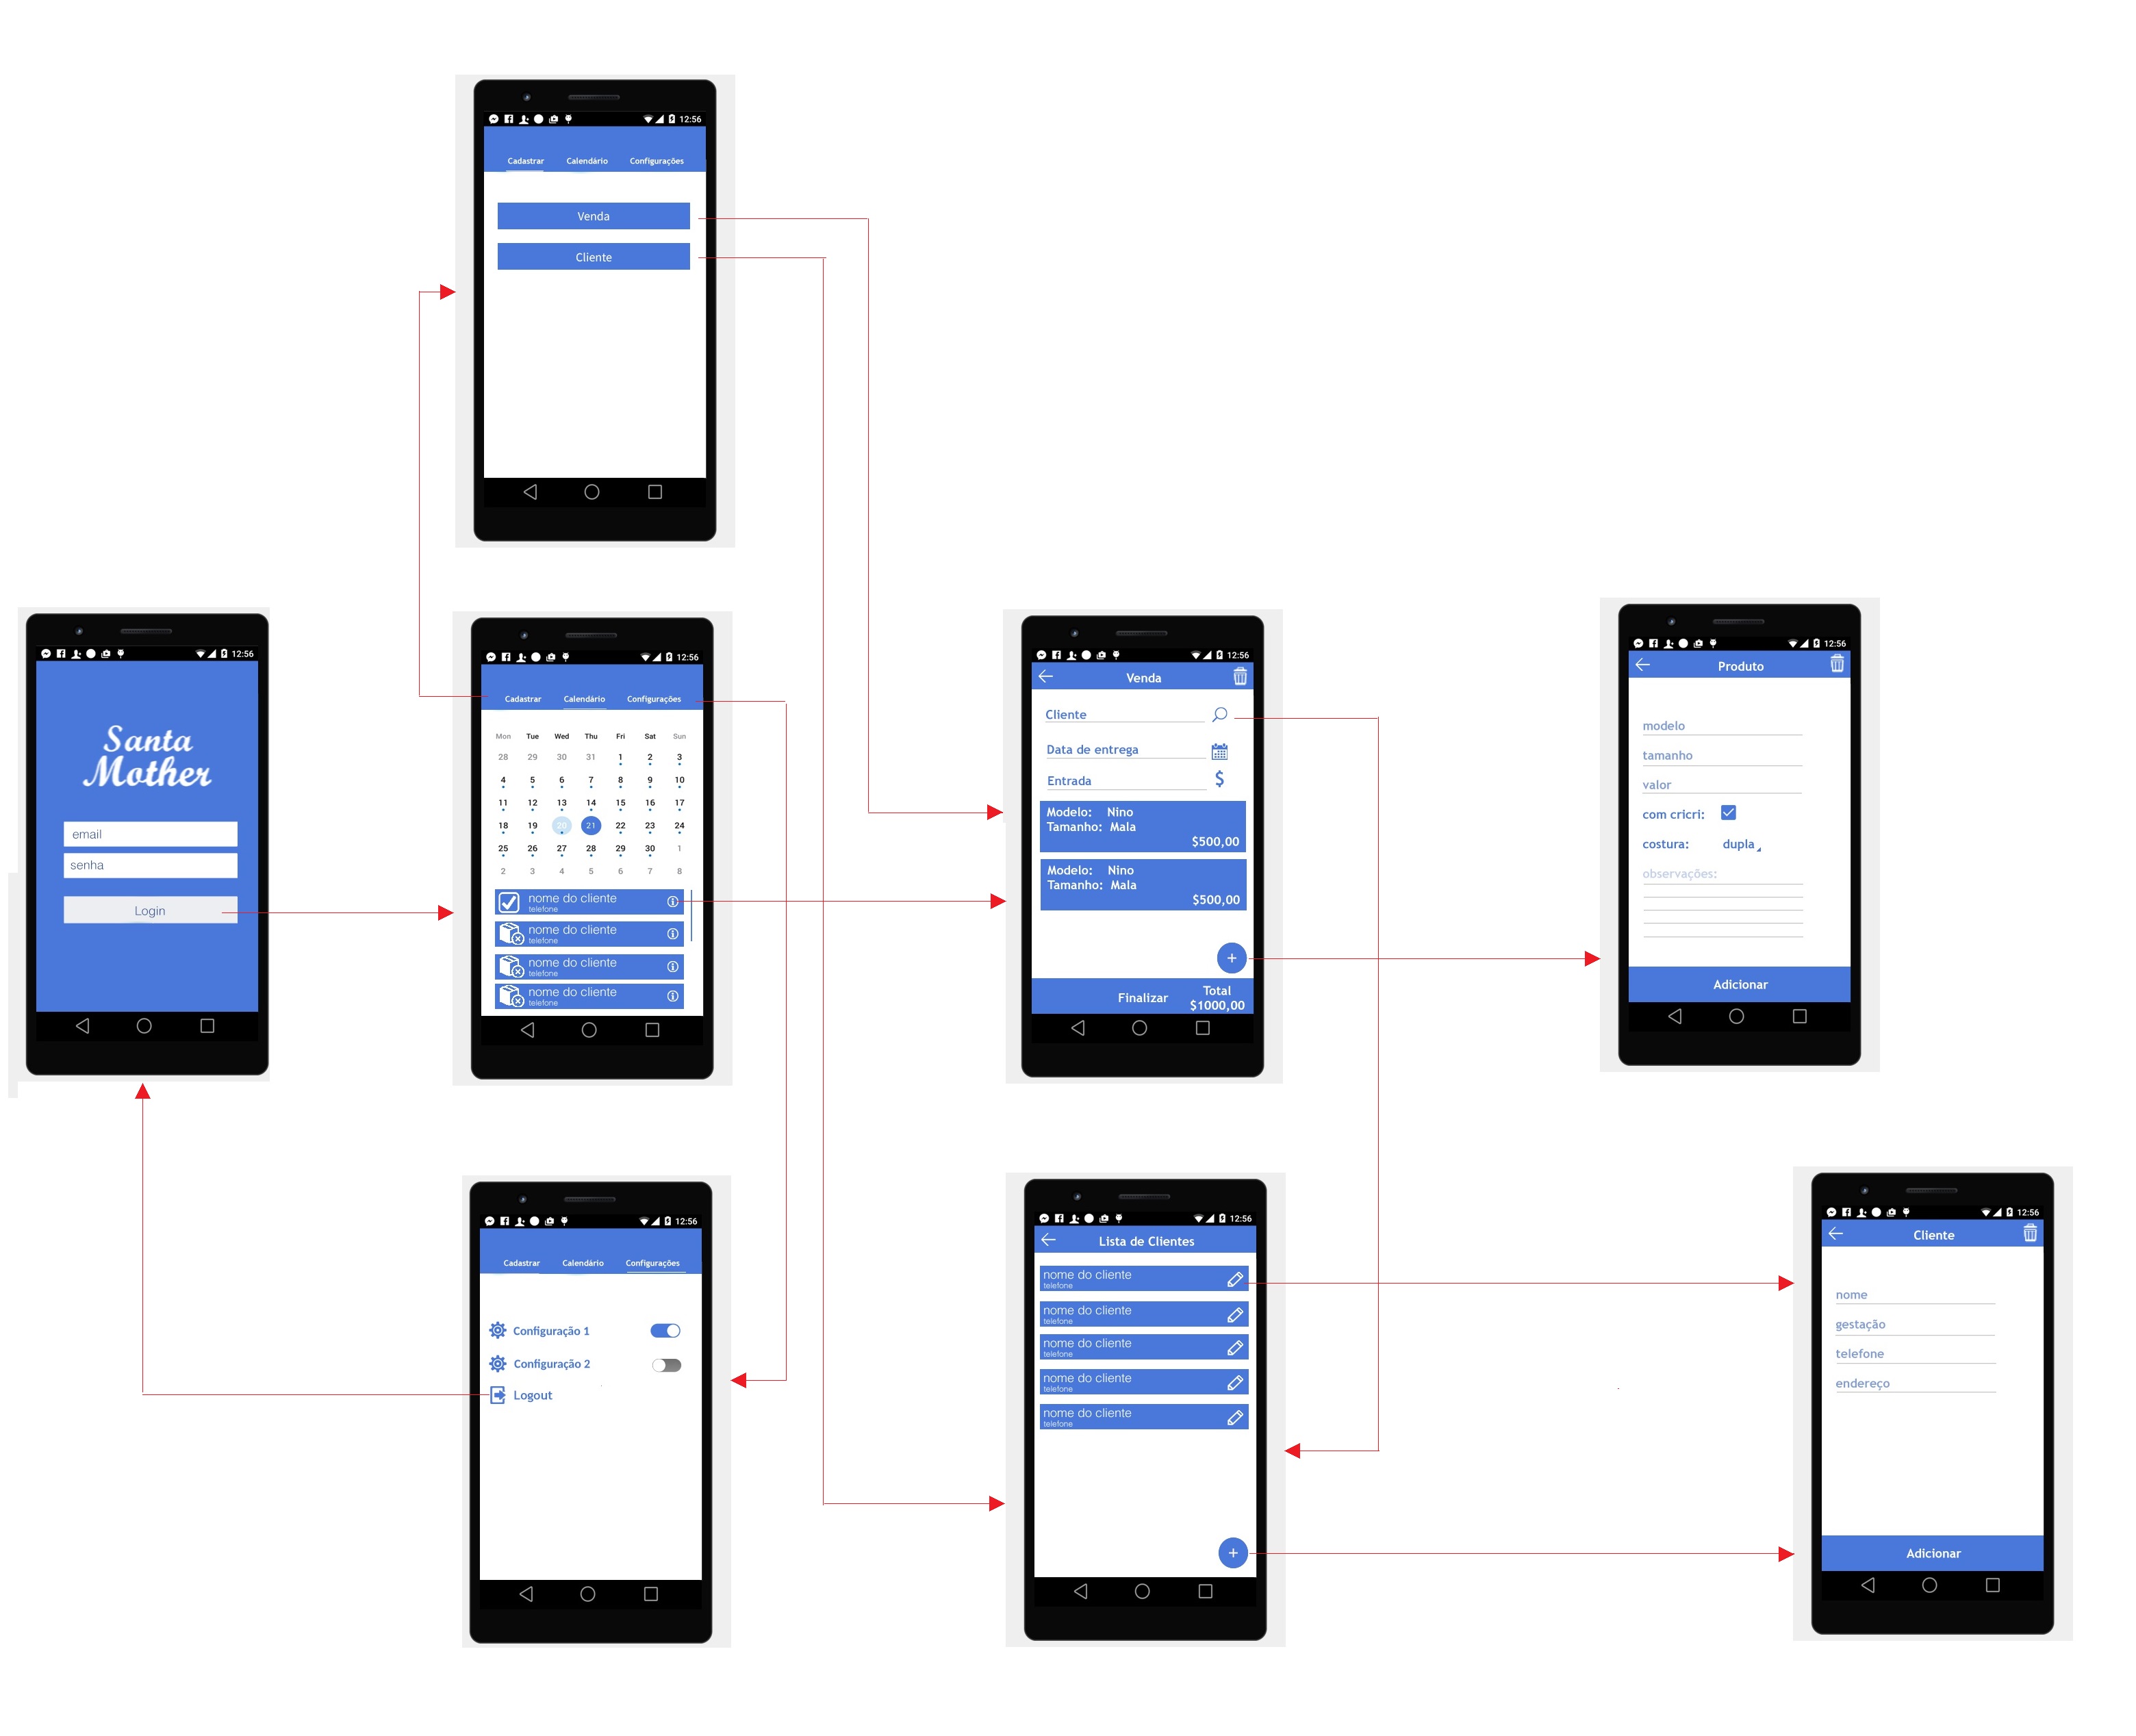 12:56
Cadastrar Calendário Configurações
Venda
Cliente
12:56
Santa
Mother
email
senha
Login
12:56
Cadastrar Calendário Configurações
Mon Tue Wed Thu Fri Sat Sun
28 29 30 31 1 2 3
4 5 6 7 8 9 10
11 12 13 14 15 16 17
18 19 20 21 22 23 24
25 26 27 28 29 30 1
2 3 4 5 6 7 8
nome do cliente
telefone
nome do cliente
telefone
nome do cliente
telefone
nome do cliente
telefone
12:56
Venda
Cliente
Data de entrega
Entrada $
Modelo: Nino
Tamanho: Mala
$500,00
Modelo: Nino
Tamanho: Mala
$500,00
+
Finalizar Total
$1000,00
12:56
Produto
modelo
tamanho
valor
com cricri:
costura: dupla
observações:
Adicionar
12:56
Cadastrar Calendário Configurações
Configuração 1
Configuração 2
Logout
12:56
Lista de Clientes
nome do cliente
telefone
nome do cliente
telefone
nome do cliente
telefone
nome do cliente
telefone
nome do cliente
telefone
+
12:56
Cliente
nome
gestação
telefone
endereço
Adicionar